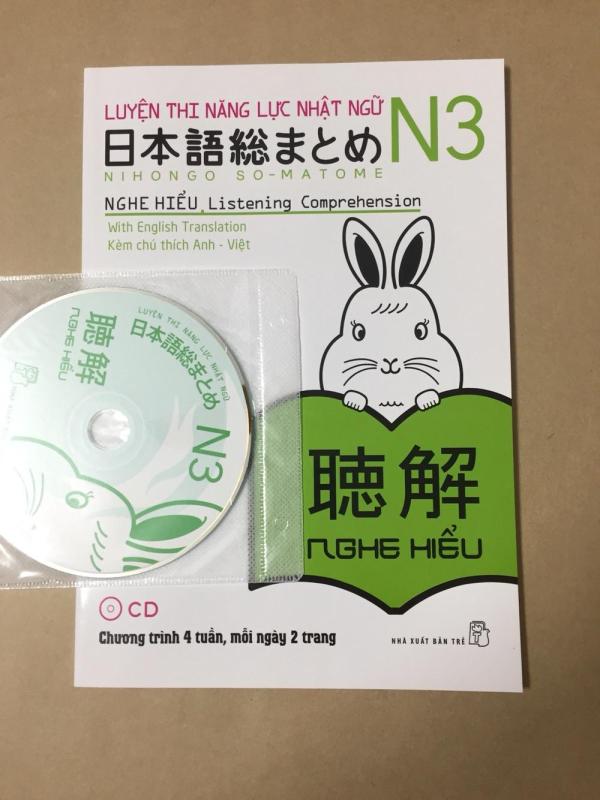 LUYỆN THI NĂNG LỰC NHẬT NGỮ
日本語総まとめ N3
NIHONGO SO-MATOME
NGHE HIỂU Listening Comprehension
With English Translation
Kèm chú thích Anh - Việt
聴解
NGHE HIỂU
CD
Chương trình 4 tuần, mỗi ngày 2 trang
NHÀ XUẤT BẢN TRẺ
LUYỆN THI NĂNG LỰC NHẬT NGỮ
日本語総まとめ N3
聴解
NGHE HIỂU